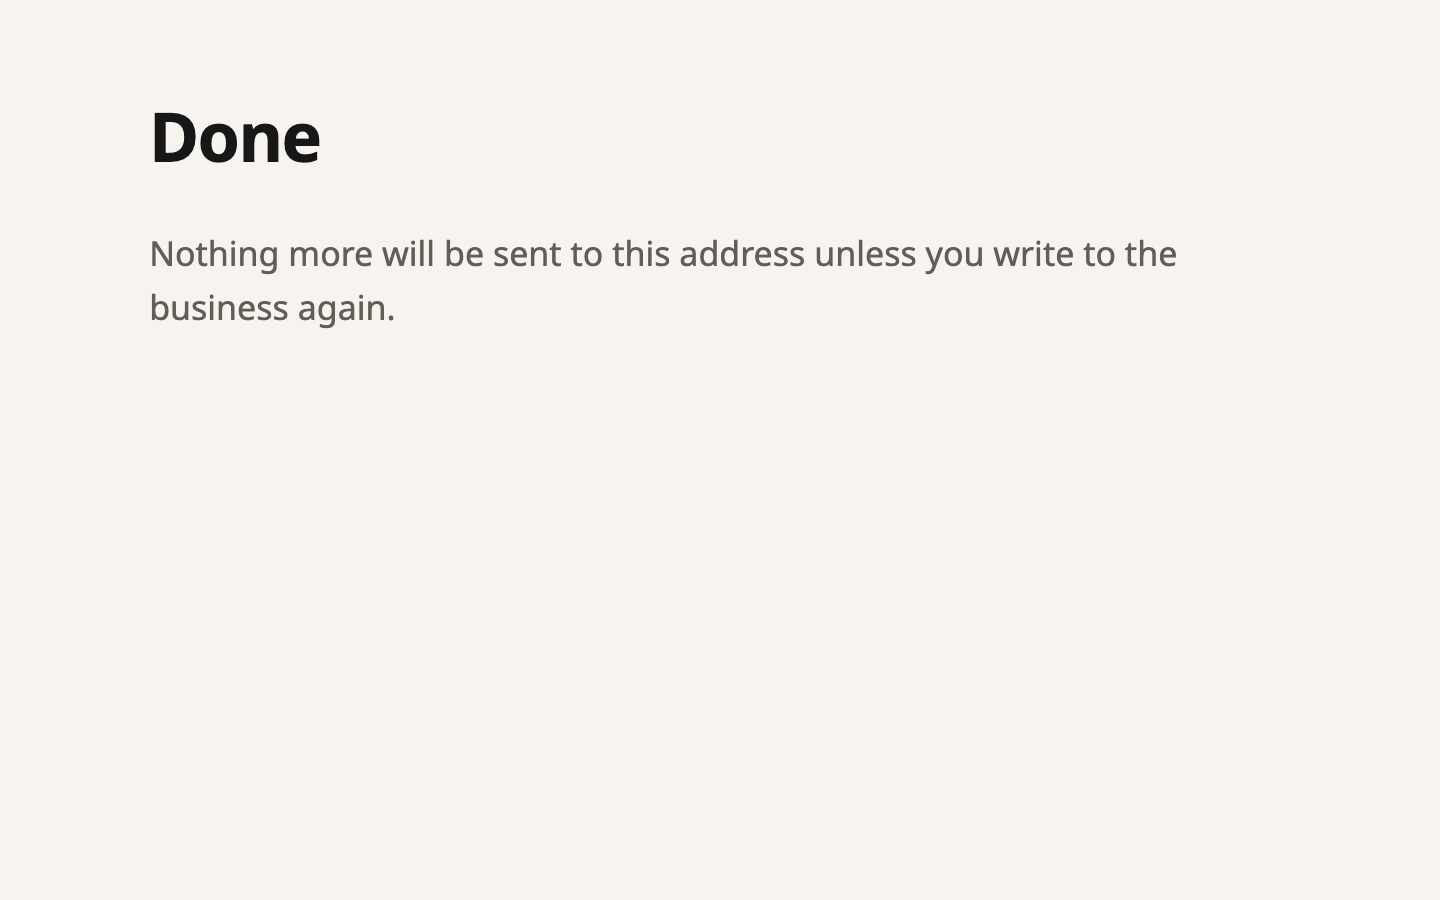 Done
Nothing more will be sent to this address unless you write to the
business again.